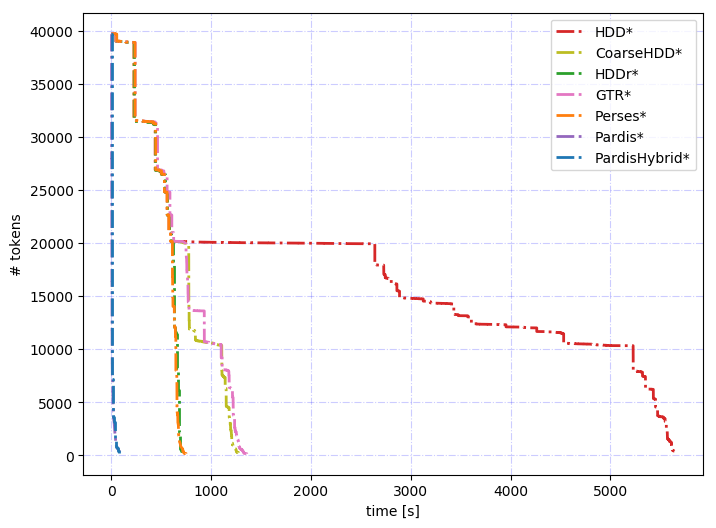 40000
35000
30000
25000
20000
15000
10000
5000
0
# tokens
0 1000 2000 3000 4000 5000
time [s]
HDD*
CoarseHDD*
HDDr*
GTR*
Perses*
Pardis*
PardisHybrid*